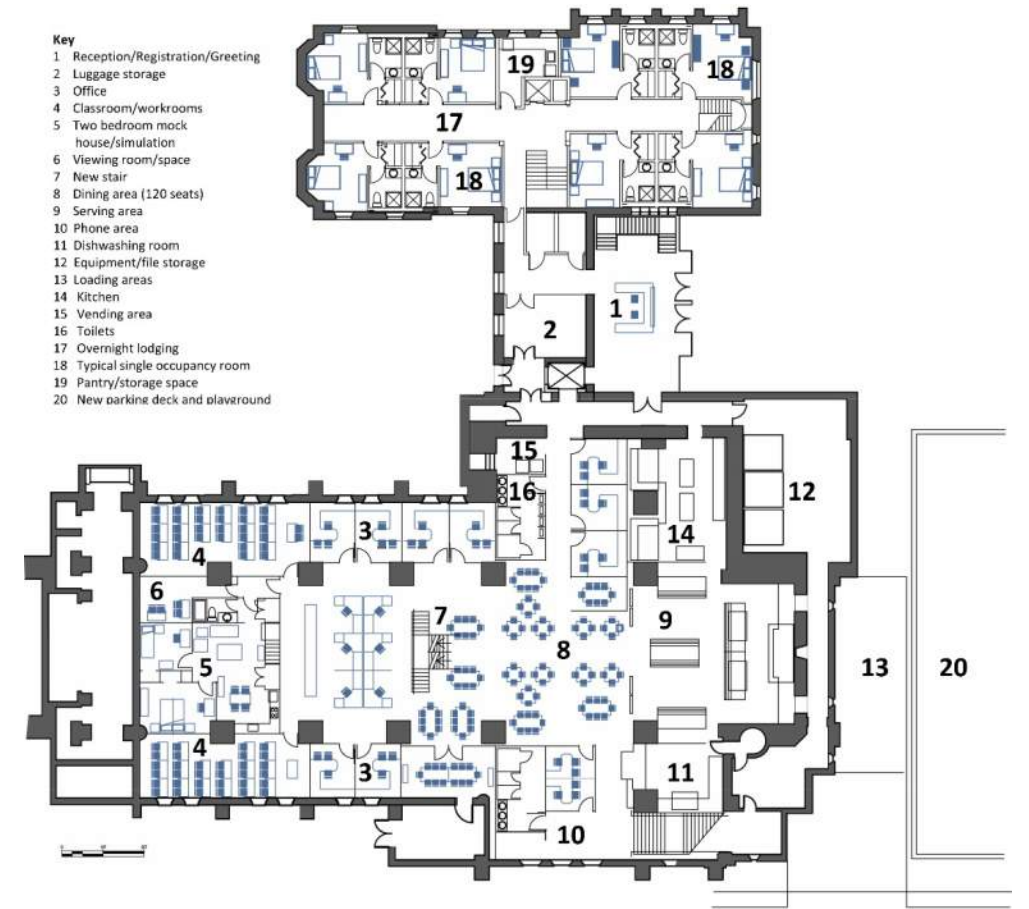 Key
1 Reception/Registration/Greeting
2 Luggage storage
3 Office
4 Classroom/workrooms
5 Two bedroom mock
house/simulation
6 Viewing room/space
7 New stair
8 Dining area (120 seats)
9 Serving area
10 Phone area
11 Dishwashing room
12 Equipment/file storage
13 Loading areas
14 Kitchen
15 Vending area
16 Toilets
17 Overnight lodging
18 Typical single occupancy room
19 Pantry/storage space
20 New parking deck and playground
19
18
17
18
1
2
15
16
3
12
14
4
6
7
9
8
5
13
20
4
3
11
10